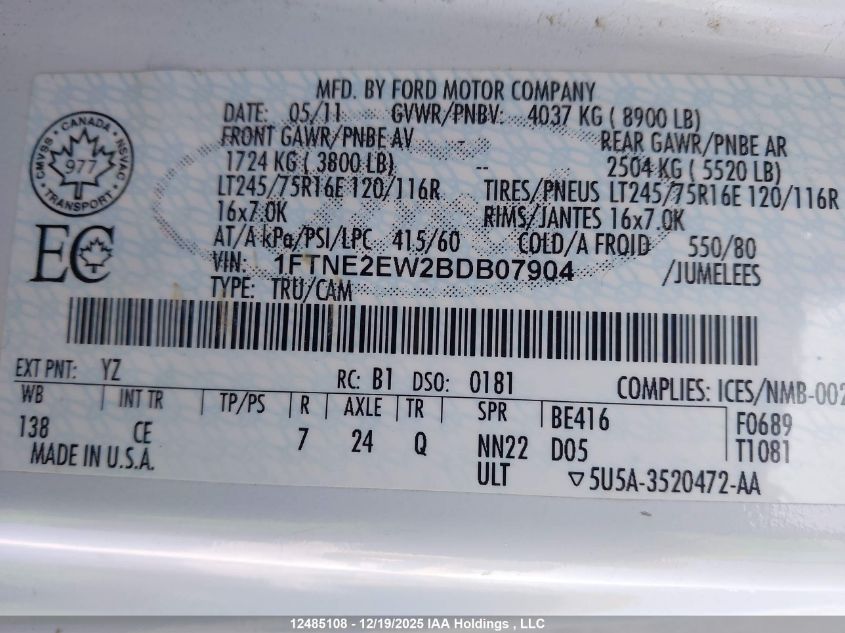 MFD. BY FORD MOTOR COMPANY
DATE: 05/11 GVWR/PNBV: 4037 KG ( 8900 LB)
FRONT GAWR/PNBE AV - REAR GAWR/PNBE AR
1724 KG ( 3800 LB) -- 2504 KG ( 5520 LB)
LT245/75R16E 120/116R TIRES/PNEUS LT245/75R16E 120/116R
16x7.0K RIMS/JANTES 16x7.0K
AT/A kPa/PSI/LPC 415/60 COLD/A FROID 550/80
VIN: 1FTNE2EW2BDB07904 /JUMELEES
TYPE: TRU/CAM
CANADA
CMVSS 977 NSVAC
TRANSPORT
EC
EXT PNT: YZ RC: B1 DSO: 0181 COMPLIES: ICES/NMB-002
WB INT TR TP/PS R AXLE TR SPR BE416 F0689
138 CE 7 24 Q NN22 D05 T1081
MADE IN U.S.A. ULT ▽5U5A-3520472-AA
12485108 - 12/19/2025 IAA Holdings , LLC